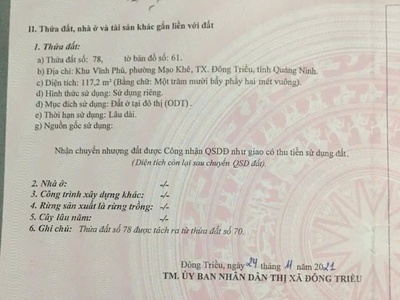 II. Thửa đất, nhà ở và tài sản khác gắn liền với đất
1. Thửa đất:
a) Thửa đất số: 78, tờ bản đồ số: 61.
b) Địa chỉ: Khu Vĩnh Phú, phường Mạo Khê, TX. Đông Triều, tỉnh Quảng Ninh.
c) Diện tích: 117,2 m² (Bằng chữ: Một trăm mười bẩy phẩy hai mét vuông).
d) Hình thức sử dụng: Sử dụng riêng.
đ) Mục đích sử dụng: Đất ở tại đô thị (ODT).
e) Thời hạn sử dụng: Lâu dài.
g) Nguồn gốc sử dụng:
Nhận chuyển nhượng đất được Công nhận QSDĐ như giao có thu tiền sử dụng đất.
(Diện tích còn lại sau chuyển QSD đất).
2. Nhà ở: -/-
3. Công trình xây dựng khác: -/-
4. Rừng sản xuất là rừng trồng: -/-
5. Cây lâu năm: -/-
6. Ghi chú: Thửa đất số 78 được tách ra từ thửa đất số 70.
Đông Triều, ngày 24 tháng 11 năm 2021
TM. ỦY BAN NHÂN DÂN THỊ XÃ ĐÔNG TRIỀU